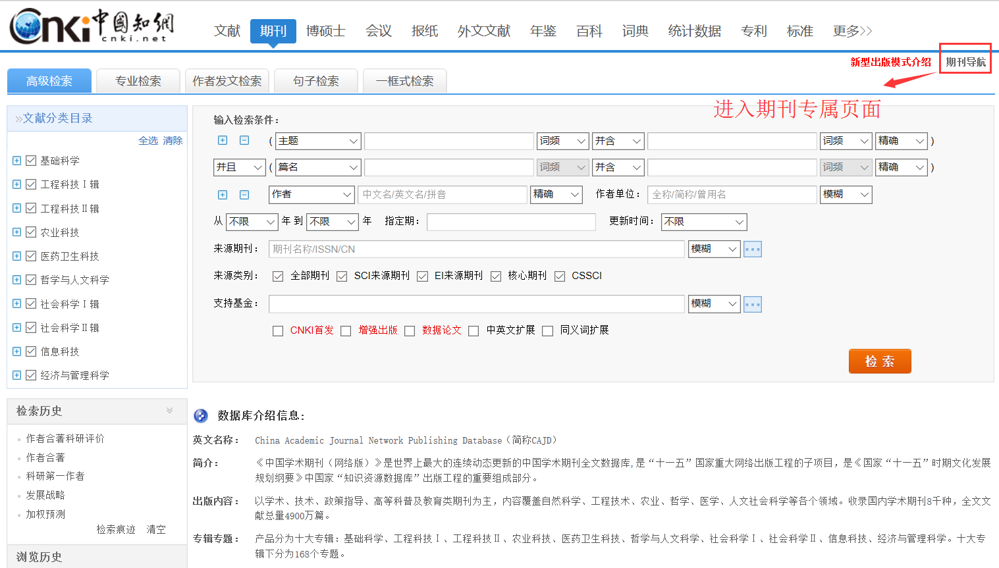 Cnki中國知網
cnki.net
文献 期刊 博硕士 会议 报纸 外文文献 年鉴 百科 词典 统计数据 专利 标准 更多>>
新型出版模式介绍 期刊导航
高级检索 专业检索 作者发文检索 句子检索 一框式检索
进入期刊专属页面
»文献分类目录
全选 清除
基础科学
工程科技Ⅰ辑
工程科技Ⅱ辑
农业科技
医药卫生科技
哲学与人文科学
社会科学Ⅰ辑
社会科学Ⅱ辑
信息科技
经济与管理科学
检索历史
作者合著科研评价
作者合著
科研第一作者
发展战略
加权预测
检索痕迹 清空
浏览历史
输入检索条件：
( 主题 词频 并含 词频 精确 )
并且 ( 篇名 词频 并含 词频 精确 )
作者 中文名/英文名/拼音 精确 作者单位： 全称/简称/曾用名 模糊
从 不限 年 到 不限 年 指定期： 更新时间： 不限
来源期刊： 期刊名称/ISSN/CN 模糊 ...
来源类别： 全部期刊 SCI来源期刊 EI来源期刊 核心期刊 CSSCI
支持基金： 模糊 ...
CNKI首发 增强出版 数据论文 中英文扩展 同义词扩展
检 索
数据库介绍信息：
英文名称： China Academic Journal Network Publishing Database（简称CAJD）
简介： 《中国学术期刊（网络版）》是世界上最大的连续动态更新的中国学术期刊全文数据库,是“十一五”国家重大网络出版工程的子项目，是《国家“十一五”时期文化发展
规划纲要》中国家“知识资源数据库”出版工程的重要组成部分。
出版内容： 以学术、技术、政策指导、高等科普及教育类期刊为主，内容覆盖自然科学、工程技术、农业、哲学、医学、人文社会科学等各个领域。收录国内学术期刊8千种，全文文
献总量4900万篇。
专辑专题： 产品分为十大专辑：基础科学、工程科技Ⅰ、工程科技Ⅱ、农业科技、医药卫生科技、哲学与人文科学、社会科学Ⅰ、社会科学Ⅱ、信息科技、经济与管理科学。十大专
辑下分为168个专题。